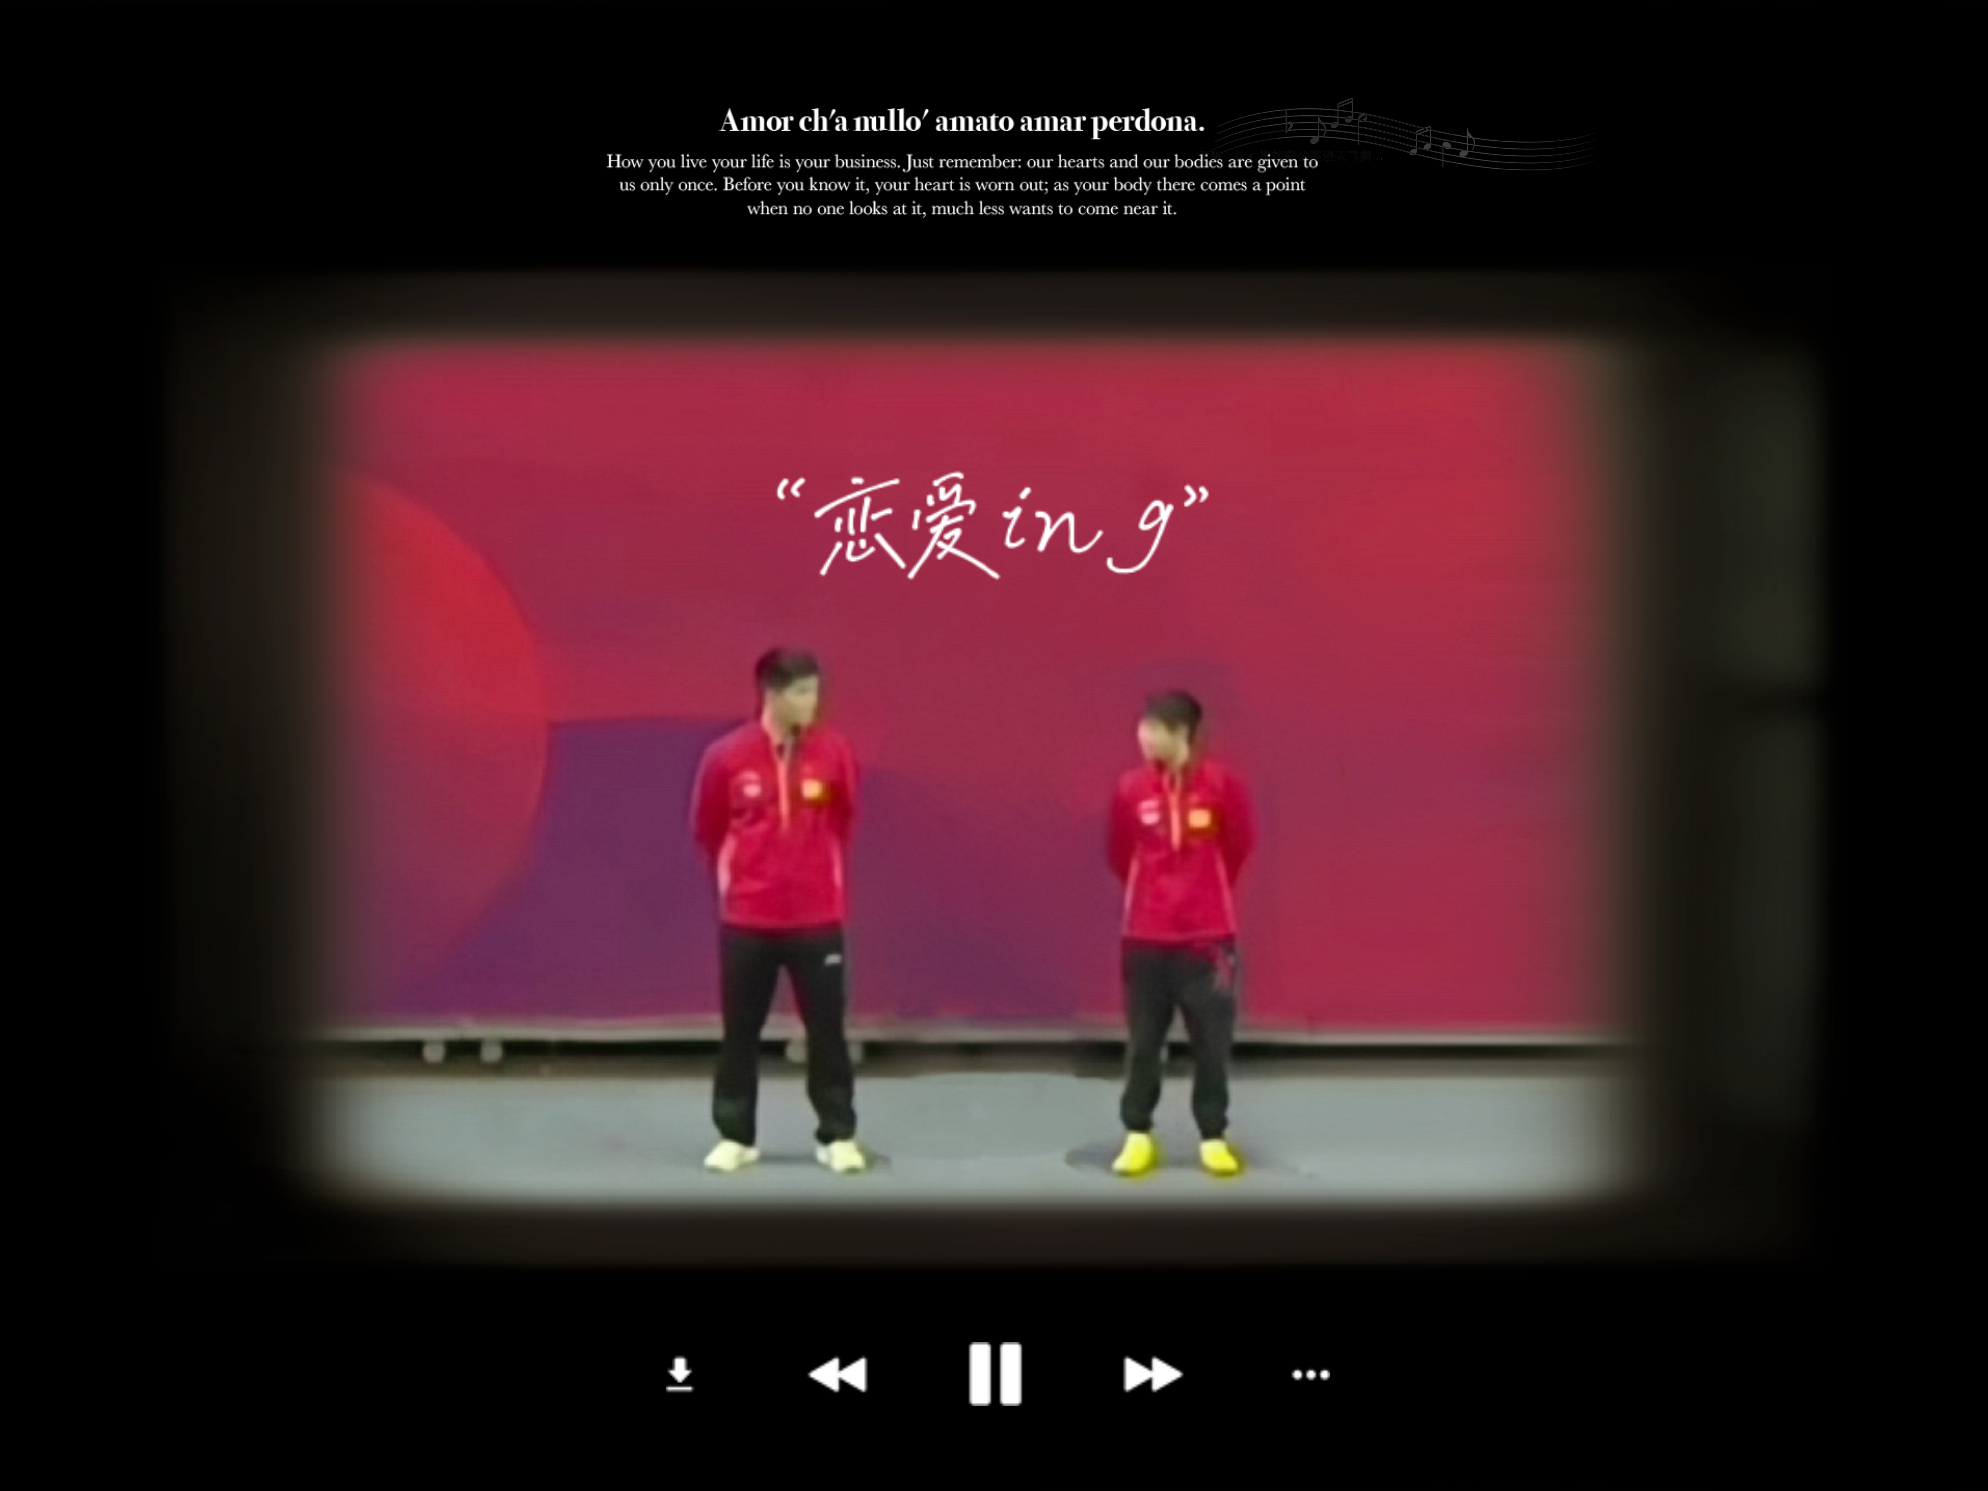 Amor ch'a nullo' amato amar perdona.
How you live your life is your business. Just remember: our hearts and our bodies are given to
us only once. Before you know it, your heart is worn out; as your body there comes a point
when no one looks at it, much less wants to come near it.
“恋爱ing”